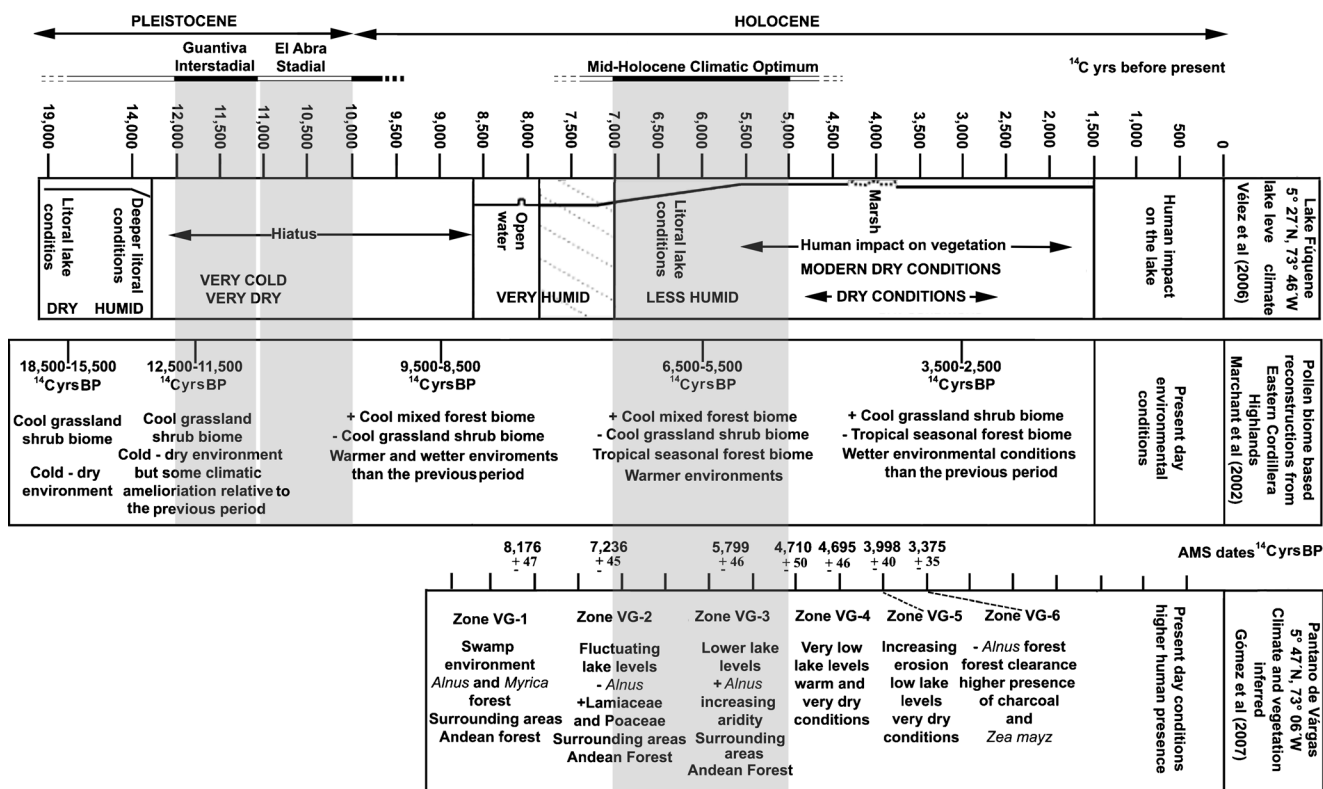 PLEISTOCENE
HOLOCENE
Guantiva
Interstadial
El Abra
Stadial
Mid-Holocene Climatic Optimum
¹⁴C yrs before present
19,000
14,000
12,000
11,500
11,000
10,500
10,000
9,500
9,000
8,500
8,000
7,500
7,000
6,500
6,000
5,500
5,000
4,500
4,000
3,500
3,000
2,500
2,000
1,500
1,000
500
0
Litoral lake
conditios
Deeper litoral
conditions
DRY HUMID
Hiatus
VERY COLD
VERY DRY
Open
water
VERY HUMID
Litoral lake
conditions
LESS HUMID
Marsh
Human impact on vegetation
MODERN DRY CONDITIONS
DRY CONDITIONS
Human impact
on the lake
Lake Fúquene
5° 27'N, 73° 46'W
lake leve climate
Vélez et al (2006)
18,500-15,500
¹⁴CyrsBP
Cool grassland
shrub biome
Cold - dry
environment
12,500-11,500
¹⁴CyrsBP
Cool grassland
shrub biome
Cold - dry environment
but some climatic
amelioration relative to
the previous period
9,500-8,500
¹⁴CyrsBP
+ Cool mixed forest biome
- Cool grassland shrub biome
Warmer and wetter enviroments
than the previous period
6,500-5,500
¹⁴CyrsBP
+ Cool mixed forest biome
- Cool grassland shrub biome
Tropical seasonal forest biome
Warmer environments
3,500-2,500
¹⁴CyrsBP
+ Cool grassland shrub biome
- Tropical seasonal forest biome
Wetter environmental conditions
than the previous period
Present day
environmental
conditions
Pollen biome based
reconstructions from
Eastern Cordillera
Highlands
Marchant et al (2002)
AMS dates¹⁴CyrsBP
8,176
± 47
7,236
± 45
5,799
± 46
4,710
± 50
4,695
± 46
3,998
± 40
3,375
± 35
Zone VG-1
Swamp
environment
Alnus and Myrica
forest
Surrounding areas
Andean forest
Zone VG-2
Fluctuating
lake levels
- Alnus
+Lamiaceae
and Poaceae
Surrounding areas
Andean Forest
Zone VG-3
Lower lake
levels
+ Alnus
increasing
aridity
Surrounding
areas
Andean Forest
Zone VG-4
Very low
lake levels
warm and
very dry
conditions
Zone VG-5
Increasing
erosion
low lake
levels
very dry
conditions
Zone VG-6
- Alnus forest
forest clearance
higher presence
of charcoal
and
Zea mayz
Present day conditions
higher human presence
Pantano de Várgas
5° 47'N, 73° 06'W
Climate and vegetation
inferred
Gómez et al (2007)